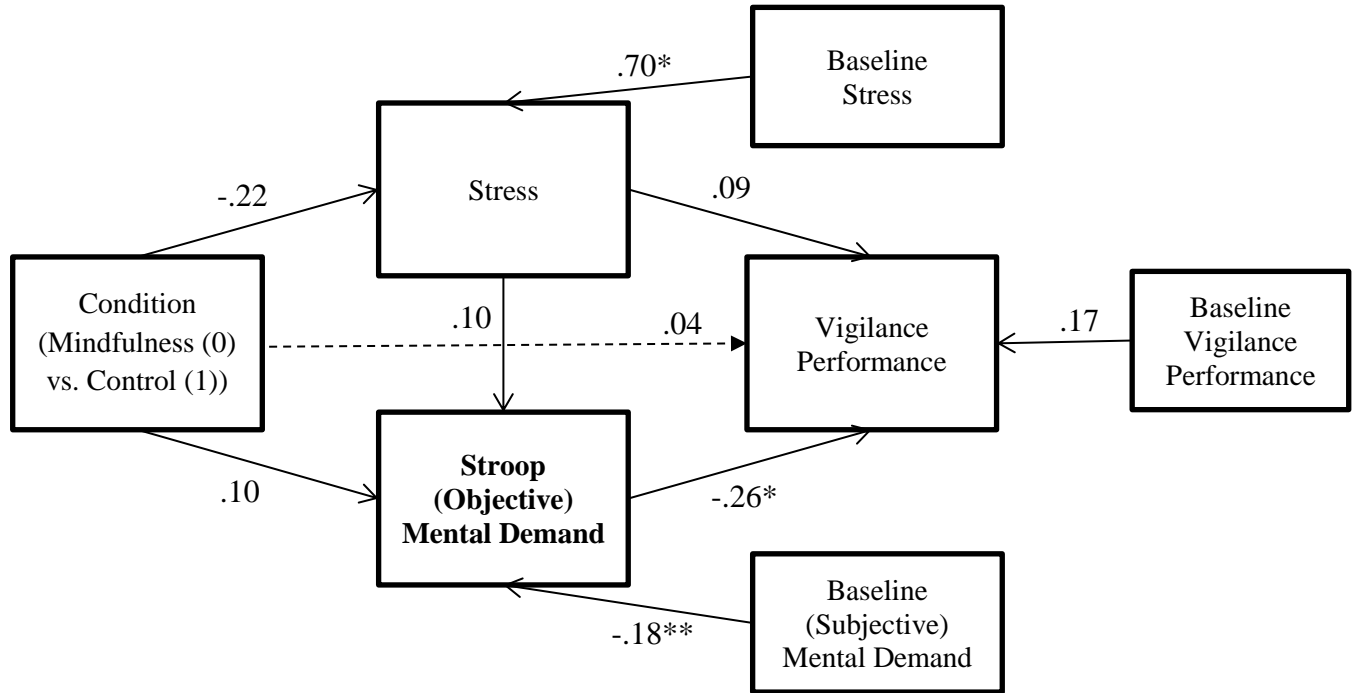 Baseline
Stress
.70*
Stress
-.22
.09
Condition
(Mindfulness (0)
vs. Control (1))
.10
.04
Vigilance
Performance
.17
Baseline
Vigilance
Performance
Stroop
(Objective)
Mental Demand
.10
-.26*
Baseline
(Subjective)
Mental Demand
-.18**